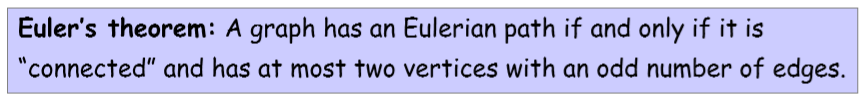 Euler’s theorem: A graph has an Eulerian path if and only if it is
“connected” and has at most two vertices with an odd number of edges.